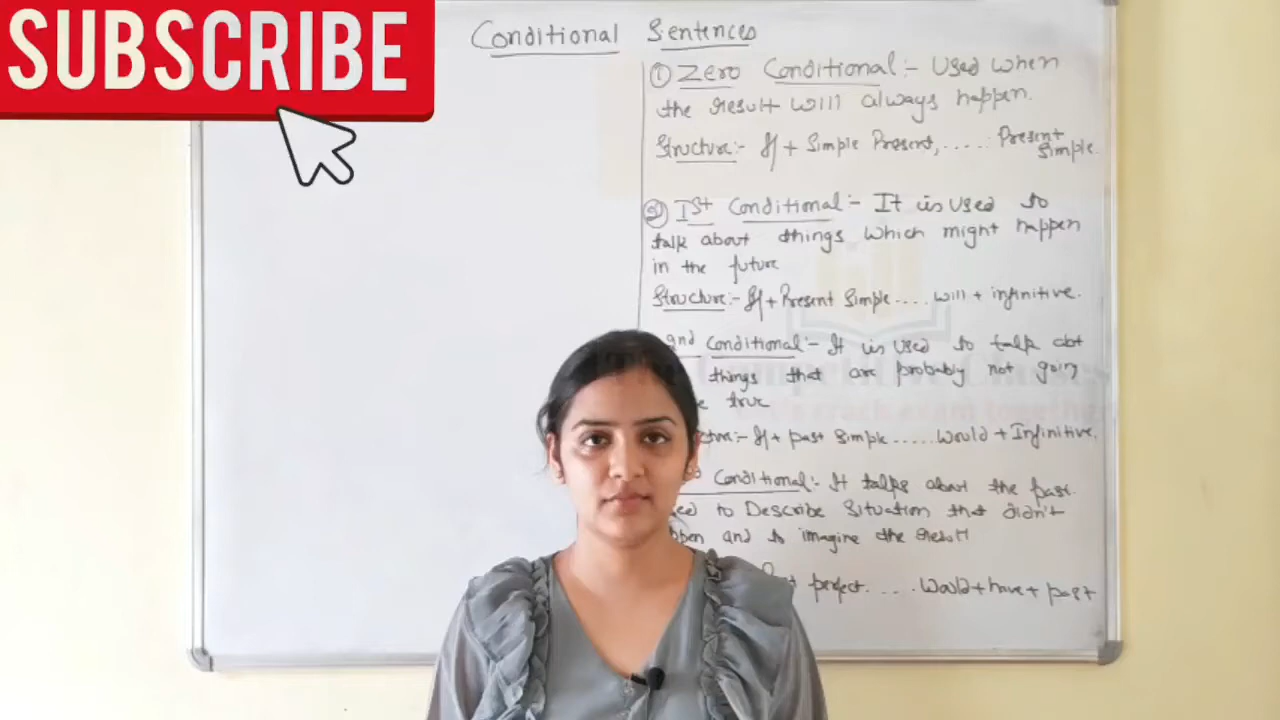 SUBSCRIBE
Conditional Sentences
① Zero Conditional :- Used when
the result will always happen.
Structure:- If + Simple Present, ..... Present
Simple.
② Ist Conditional :- It is used to
talk about things which might happen
in the future
Structure:- If + Present Simple .... will + infinitive.
2nd Conditional :- It is used to talk abt
things that are probably not going
true
If + past simple ..... Would + Infinitive.
Conditional :- It talks about the past.
to Describe Situation that didn't
and to imagine the result
perfect. .... Would + have + past